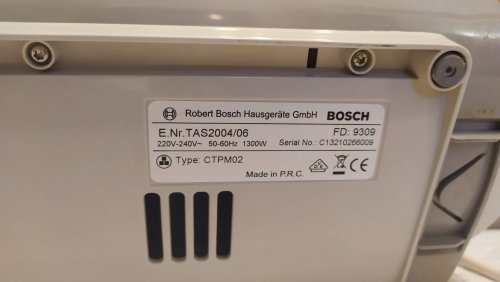 Robert Bosch Hausgeräte GmbH BOSCH
E.Nr.TAS2004/06 FD: 9309
220V-240V~ 50-60Hz 1300W Serial No.: C13210266009
Type: CTPM02
Made in P.R.C.